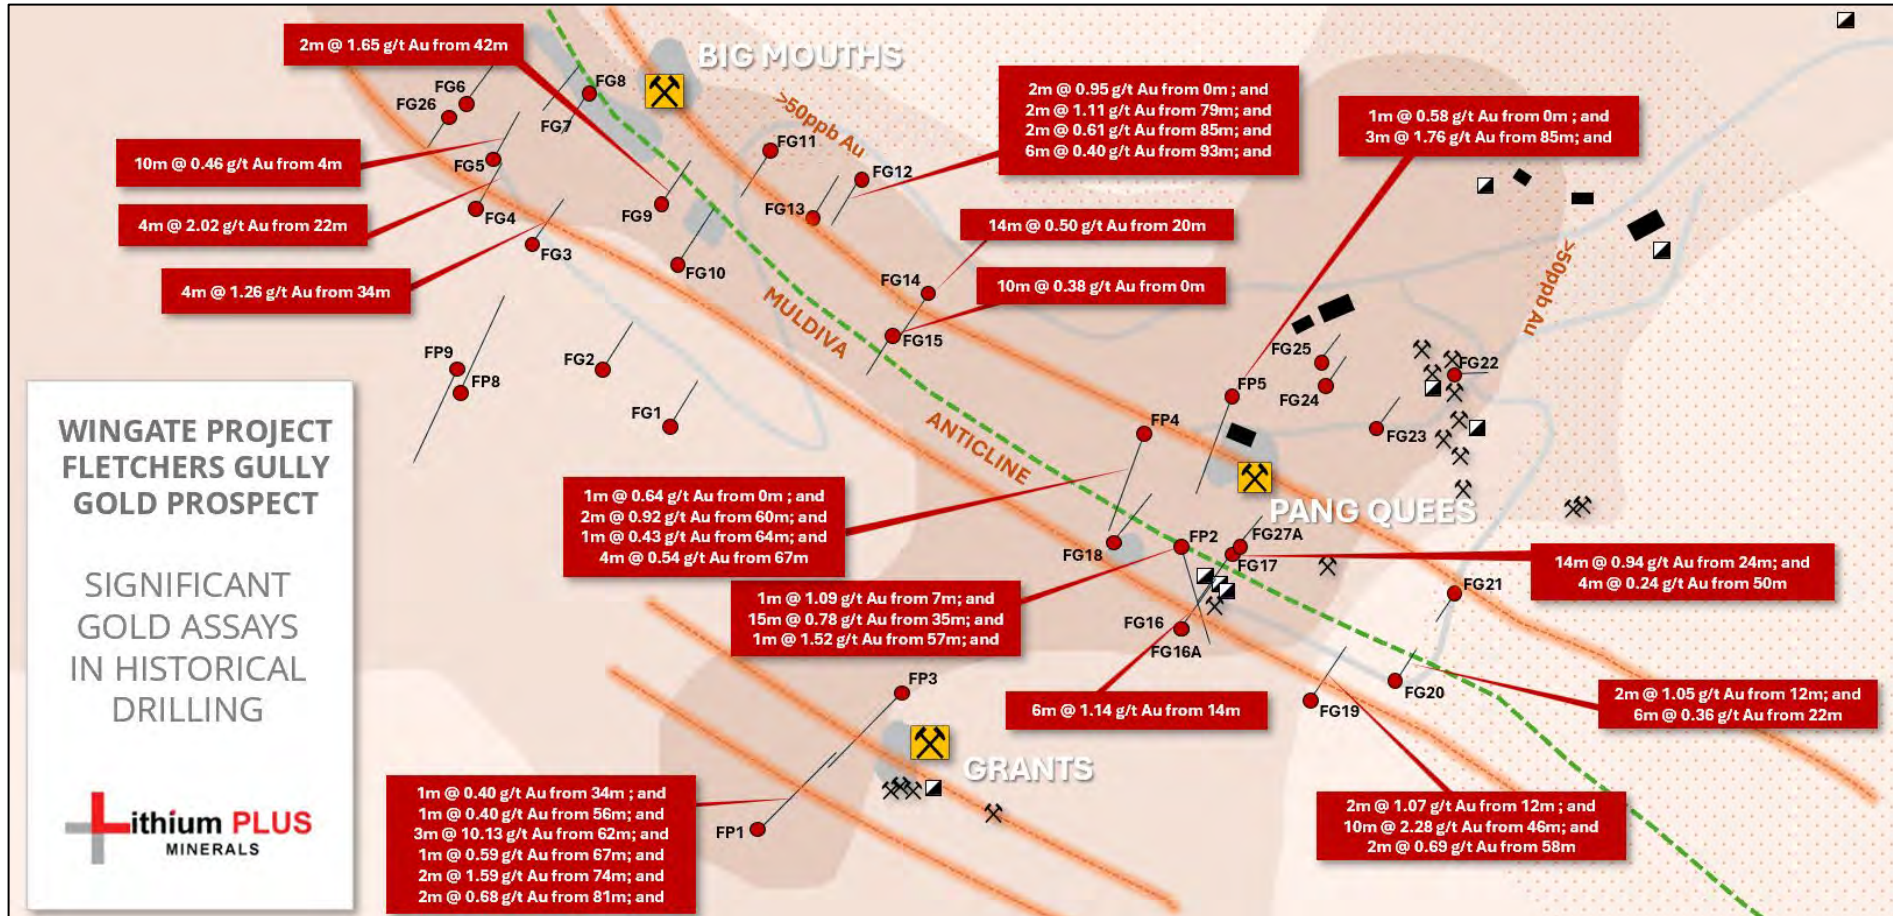 2m @ 1.65 g/t Au from 42m
BIG MOUTHS
>50ppb Au
2m @ 0.95 g/t Au from 0m ; and
2m @ 1.11 g/t Au from 79m; and
2m @ 0.61 g/t Au from 85m; and
6m @ 0.40 g/t Au from 93m; and
1m @ 0.58 g/t Au from 0m ; and
3m @ 1.76 g/t Au from 85m; and
FG6
FG26
FG8
FG7
FG11
FG12
10m @ 0.46 g/t Au from 4m
FG5
4m @ 2.02 g/t Au from 22m
FG4
FG9
FG13
14m @ 0.50 g/t Au from 20m
FG3
FG10
4m @ 1.26 g/t Au from 34m
FG14
10m @ 0.38 g/t Au from 0m
>50ppb Au
MULDIVA
ANTICLINE
FG15
FP9
FP8
FG2
FG1
FG25
FG24
FG22
FP5
FP4
FG23
WINGATE PROJECT
FLETCHERS GULLY
GOLD PROSPECT
SIGNIFICANT
GOLD ASSAYS
IN HISTORICAL
DRILLING
Lithium PLUS
MINERALS
1m @ 0.64 g/t Au from 0m ; and
2m @ 0.92 g/t Au from 60m; and
1m @ 0.43 g/t Au from 64m; and
4m @ 0.54 g/t Au from 67m
PANG QUEES
FG18
FP2
FG27A
FG17
14m @ 0.94 g/t Au from 24m; and
4m @ 0.24 g/t Au from 50m
1m @ 1.09 g/t Au from 7m; and
15m @ 0.78 g/t Au from 35m; and
1m @ 1.52 g/t Au from 57m; and
FG16
FG16A
FG21
6m @ 1.14 g/t Au from 14m
FP3
FG19
FG20
2m @ 1.05 g/t Au from 12m; and
6m @ 0.36 g/t Au from 22m
GRANTS
1m @ 0.40 g/t Au from 34m ; and
1m @ 0.40 g/t Au from 56m; and
3m @ 10.13 g/t Au from 62m; and
1m @ 0.59 g/t Au from 67m; and
2m @ 1.59 g/t Au from 74m; and
2m @ 0.68 g/t Au from 81m; and
FP1
2m @ 1.07 g/t Au from 12m ; and
10m @ 2.28 g/t Au from 46m; and
2m @ 0.69 g/t Au from 58m